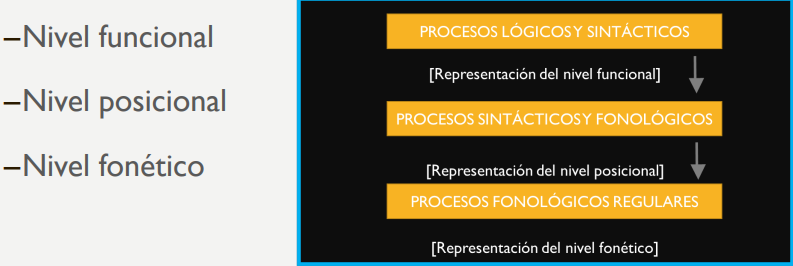 –Nivel funcional
–Nivel posicional
–Nivel fonético
PROCESOS LÓGICOS Y SINTÁCTICOS
[Representación del nivel funcional]
PROCESOS SINTÁCTICOS Y FONOLÓGICOS
[Representación del nivel posicional]
PROCESOS FONOLÓGICOS REGULARES
[Representación del nivel fonético]